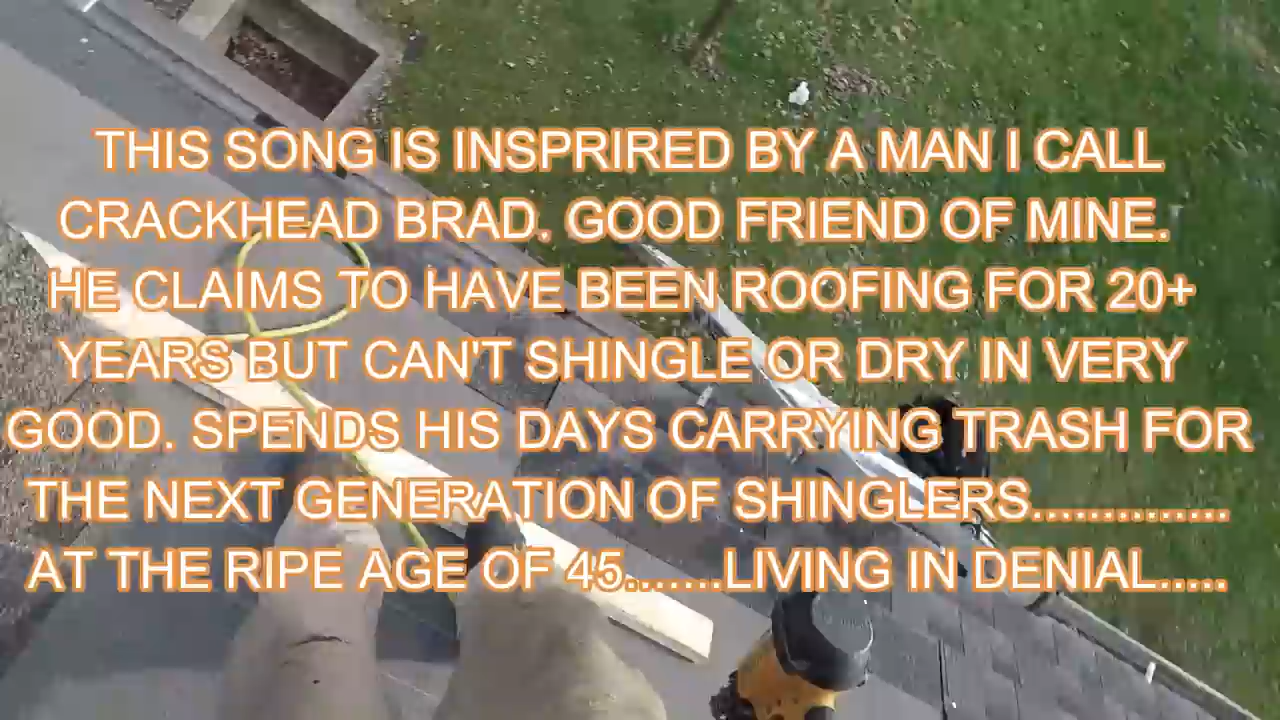 THIS SONG IS INSPRIRED BY A MAN I CALL
CRACKHEAD BRAD. GOOD FRIEND OF MINE.
HE CLAIMS TO HAVE BEEN ROOFING FOR 20+
YEARS BUT CAN'T SHINGLE OR DRY IN VERY
GOOD. SPENDS HIS DAYS CARRYING TRASH FOR
THE NEXT GENERATION OF SHINGLERS..............
AT THE RIPE AGE OF 45.......LIVING IN DENIAL.....